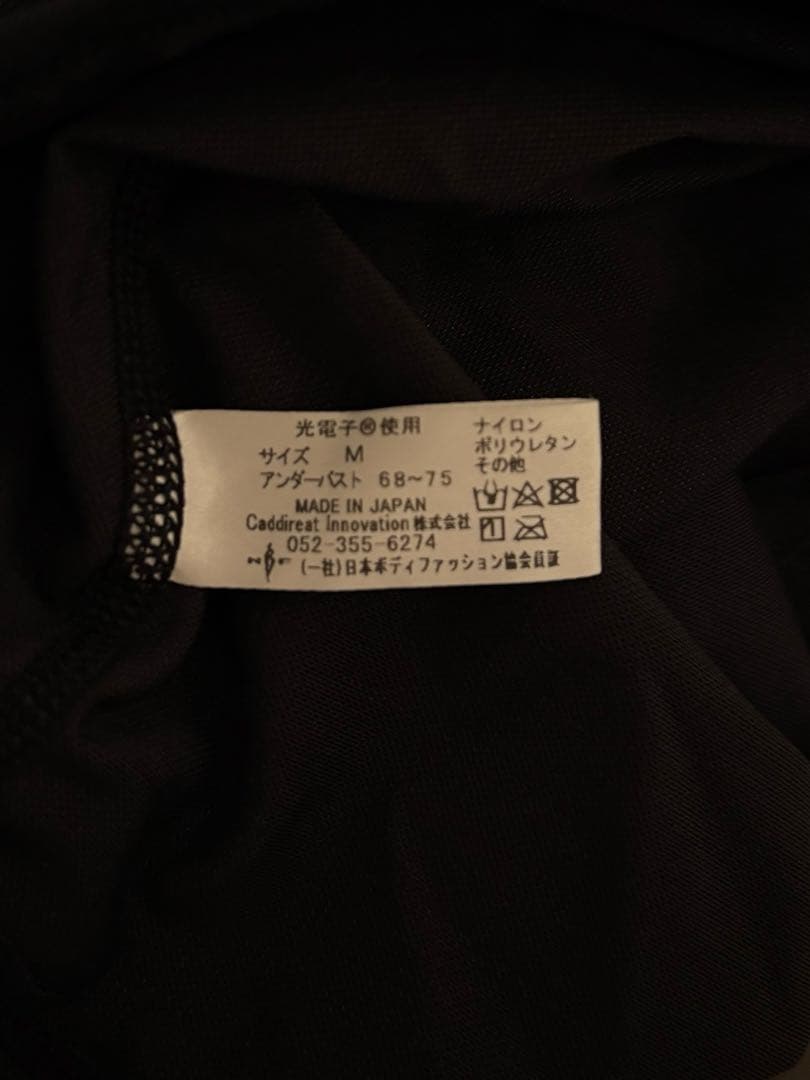 光電子®使用
サイズ M
アンダーバスト 68～75
MADE IN JAPAN
Caddireat Innovation株式会社
052-355-6274
(一社)日本ボディファッション協会員証
ナイロン
ポリウレタン
その他